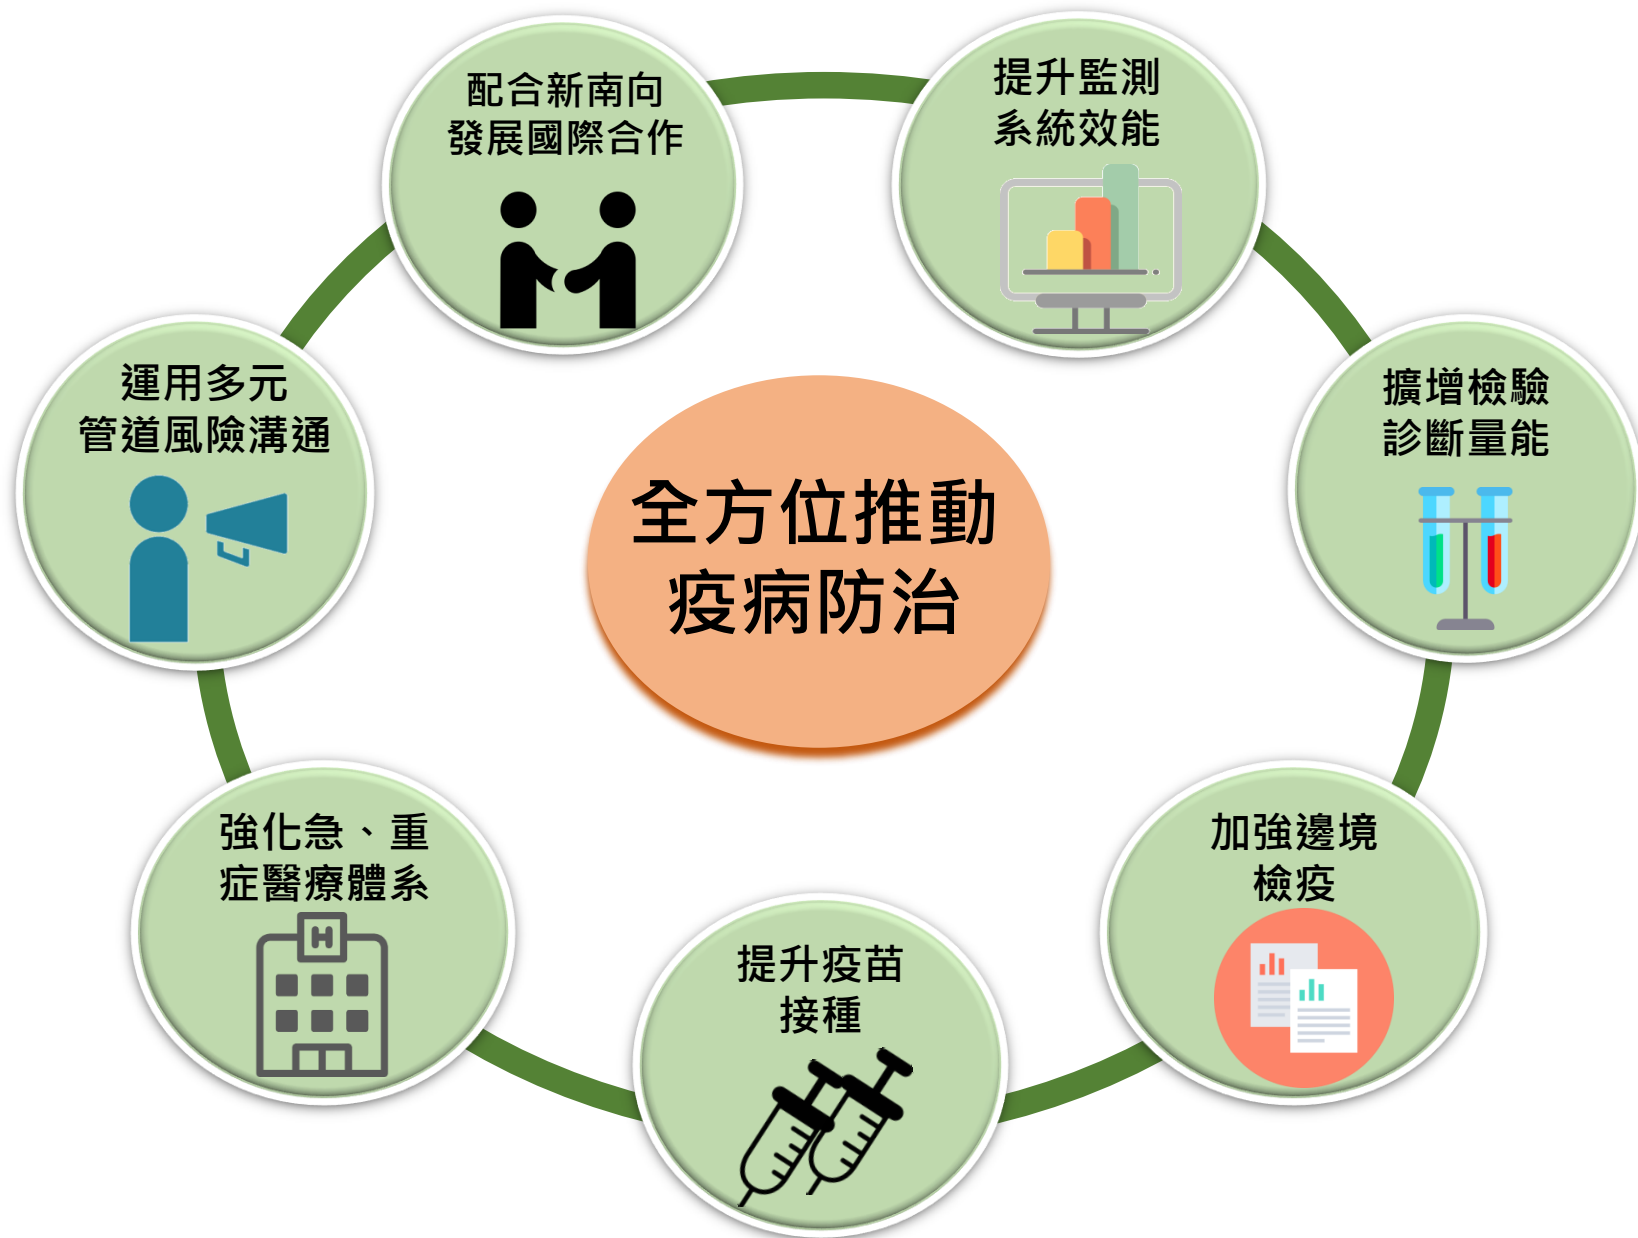 配合新南向
發展國際合作
提升監測
系統效能
運用多元
管道風險溝通
擴增檢驗
診斷量能
全方位推動
疫病防治
強化急、重
症醫療體系
加強邊境
檢疫
提升疫苗
接種
H